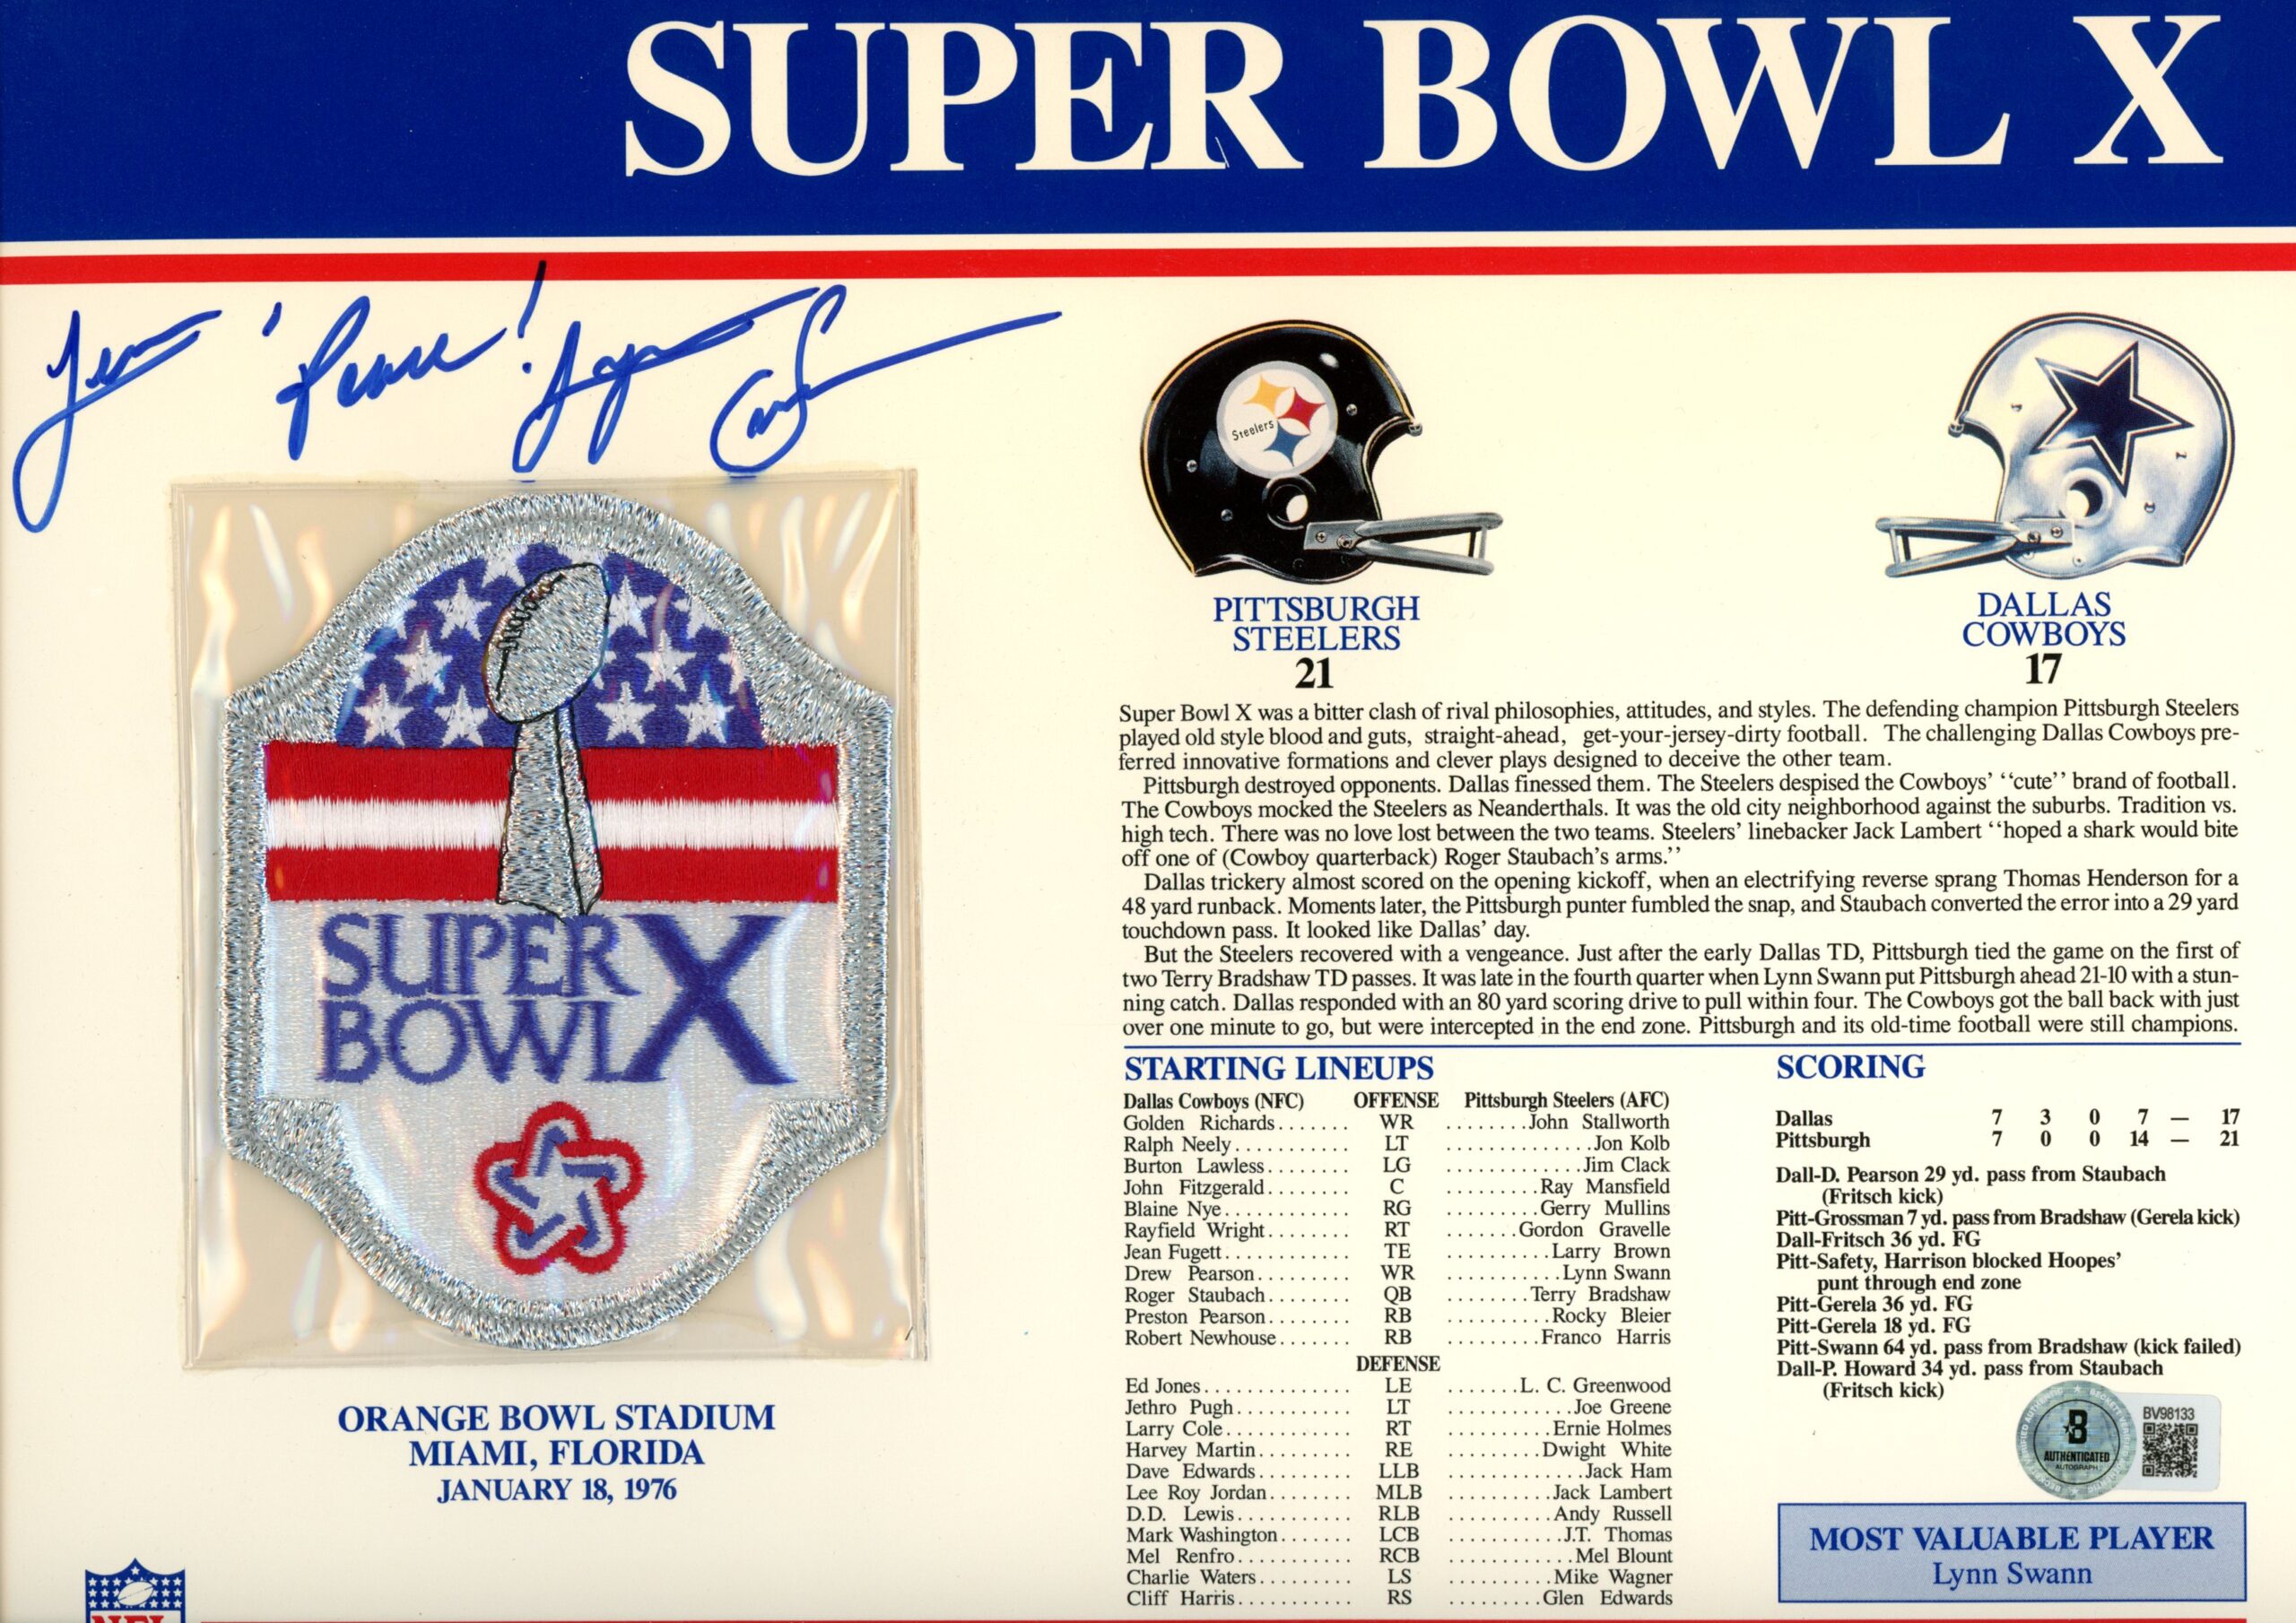 SUPER BOWL X
Peace!
Steelers
PITTSBURGH
STEELERS
21
DALLAS
COWBOYS
17
SUPER
BOWL X
ORANGE BOWL STADIUM
MIAMI, FLORIDA
JANUARY 18, 1976
NFL
Super Bowl X was a bitter clash of rival philosophies, attitudes, and styles. The defending champion Pittsburgh Steelers
played old style blood and guts, straight-ahead, get-your-jersey-dirty football. The challenging Dallas Cowboys pre-
ferred innovative formations and clever plays designed to deceive the other team.
Pittsburgh destroyed opponents. Dallas finessed them. The Steelers despised the Cowboys' ‘‘cute’’ brand of football.
The Cowboys mocked the Steelers as Neanderthals. It was the old city neighborhood against the suburbs. Tradition vs.
high tech. There was no love lost between the two teams. Steelers' linebacker Jack Lambert ‘‘hoped a shark would bite
off one of (Cowboy quarterback) Roger Staubach's arms.’’
Dallas trickery almost scored on the opening kickoff, when an electrifying reverse sprang Thomas Henderson for a
48 yard runback. Moments later, the Pittsburgh punter fumbled the snap, and Staubach converted the error into a 29 yard
touchdown pass. It looked like Dallas' day.
But the Steelers recovered with a vengeance. Just after the early Dallas TD, Pittsburgh tied the game on the first of
two Terry Bradshaw TD passes. It was late in the fourth quarter when Lynn Swann put Pittsburgh ahead 21-10 with a stun-
ning catch. Dallas responded with an 80 yard scoring drive to pull within four. The Cowboys got the ball back with just
over one minute to go, but were intercepted in the end zone. Pittsburgh and its old-time football were still champions.
STARTING LINEUPS
Dallas Cowboys (NFC) OFFENSE Pittsburgh Steelers (AFC)
Golden Richards....... WR ........John Stallworth
Ralph Neely........... LT .............Jon Kolb
Burton Lawless........ LG .............Jim Clack
John Fitzgerald........ C .........Ray Mansfield
Blaine Nye............ RG .........Gerry Mullins
Rayfield Wright........ RT .......Gordon Gravelle
Jean Fugett............ TE ..........Larry Brown
Drew Pearson......... WR ...........Lynn Swann
Roger Staubach........ QB ........Terry Bradshaw
Preston Pearson........ RB ..........Rocky Bleier
Robert Newhouse....... RB .........Franco Harris
DEFENSE
Ed Jones.............. LE .......L. C. Greenwood
Jethro Pugh........... LT ............Joe Greene
Larry Cole............ RT ..........Ernie Holmes
Harvey Martin......... RE .........Dwight White
Dave Edwards......... LLB .............Jack Ham
Lee Roy Jordan........ MLB ..........Jack Lambert
D.D. Lewis........... RLB ..........Andy Russell
Mark Washington....... LCB ...........J.T. Thomas
Mel Renfro........... RCB ............Mel Blount
Charlie Waters......... LS ..........Mike Wagner
Cliff Harris........... RS .........Glen Edwards
SCORING
Dallas 7 3 0 7 — 17
Pittsburgh 7 0 0 14 — 21
Dall-D. Pearson 29 yd. pass from Staubach
(Fritsch kick)
Pitt-Grossman 7 yd. pass from Bradshaw (Gerela kick)
Dall-Fritsch 36 yd. FG
Pitt-Safety, Harrison blocked Hoopes'
punt through end zone
Pitt-Gerela 36 yd. FG
Pitt-Gerela 18 yd. FG
Pitt-Swann 64 yd. pass from Bradshaw (kick failed)
Dall-P. Howard 34 yd. pass from Staubach
(Fritsch kick)
B
AUTHENTICATED
AUTOGRAPH
BV98133
MOST VALUABLE PLAYER
Lynn Swann